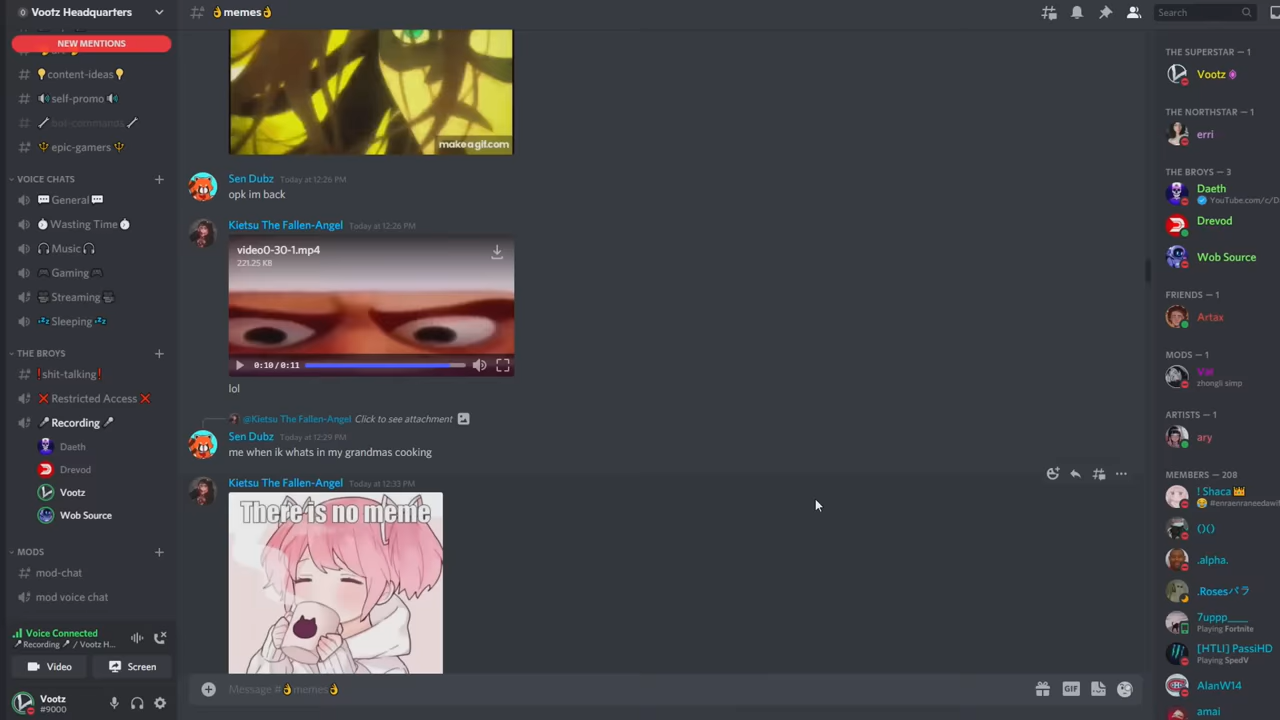 Vootz Headquarters
NEW MENTIONS
content-ideas
self-promo
bot-commands
epic-gamers
VOICE CHATS
General
Wasting Time
Music
Gaming
Streaming
Sleeping
THE BROYS
❗shit-talking❗
❌ Restricted Access ❌
Recording
Daeth
Drevod
Vootz
Wob Source
MODS
mod-chat
mod voice chat
Voice Connected
Recording / Vootz H...
Video
Screen
Vootz
#9000
memes
Search
makeagif.com
Sen Dubz Today at 12:26 PM
opk im back
Kietsu The Fallen-Angel Today at 12:26 PM
video0-30-1.mp4
221.25 KB
0:10 / 0:11
lol
@Kietsu The Fallen-Angel Click to see attachment
Sen Dubz Today at 12:29 PM
me when ik whats in my grandmas cooking
Kietsu The Fallen-Angel Today at 12:33 PM
There is no meme
Message #👌memes👌
GIF
THE SUPERSTAR — 1
Vootz
THE NORTHSTAR — 1
erri
THE BROYS — 3
Daeth
YouTube.com/c/D
Drevod
Wob Source
FRIENDS — 1
Artax
MODS — 1
zhongli simp
ARTISTS — 1
ary
MEMBERS — 208
! Shaca
#enraenraneedawi
()()
.alpha.
.Rosesバラ
7uppp____
Playing Fortnite
[HTLI] PassiHD
Playing SpedV
AlanW14
amai